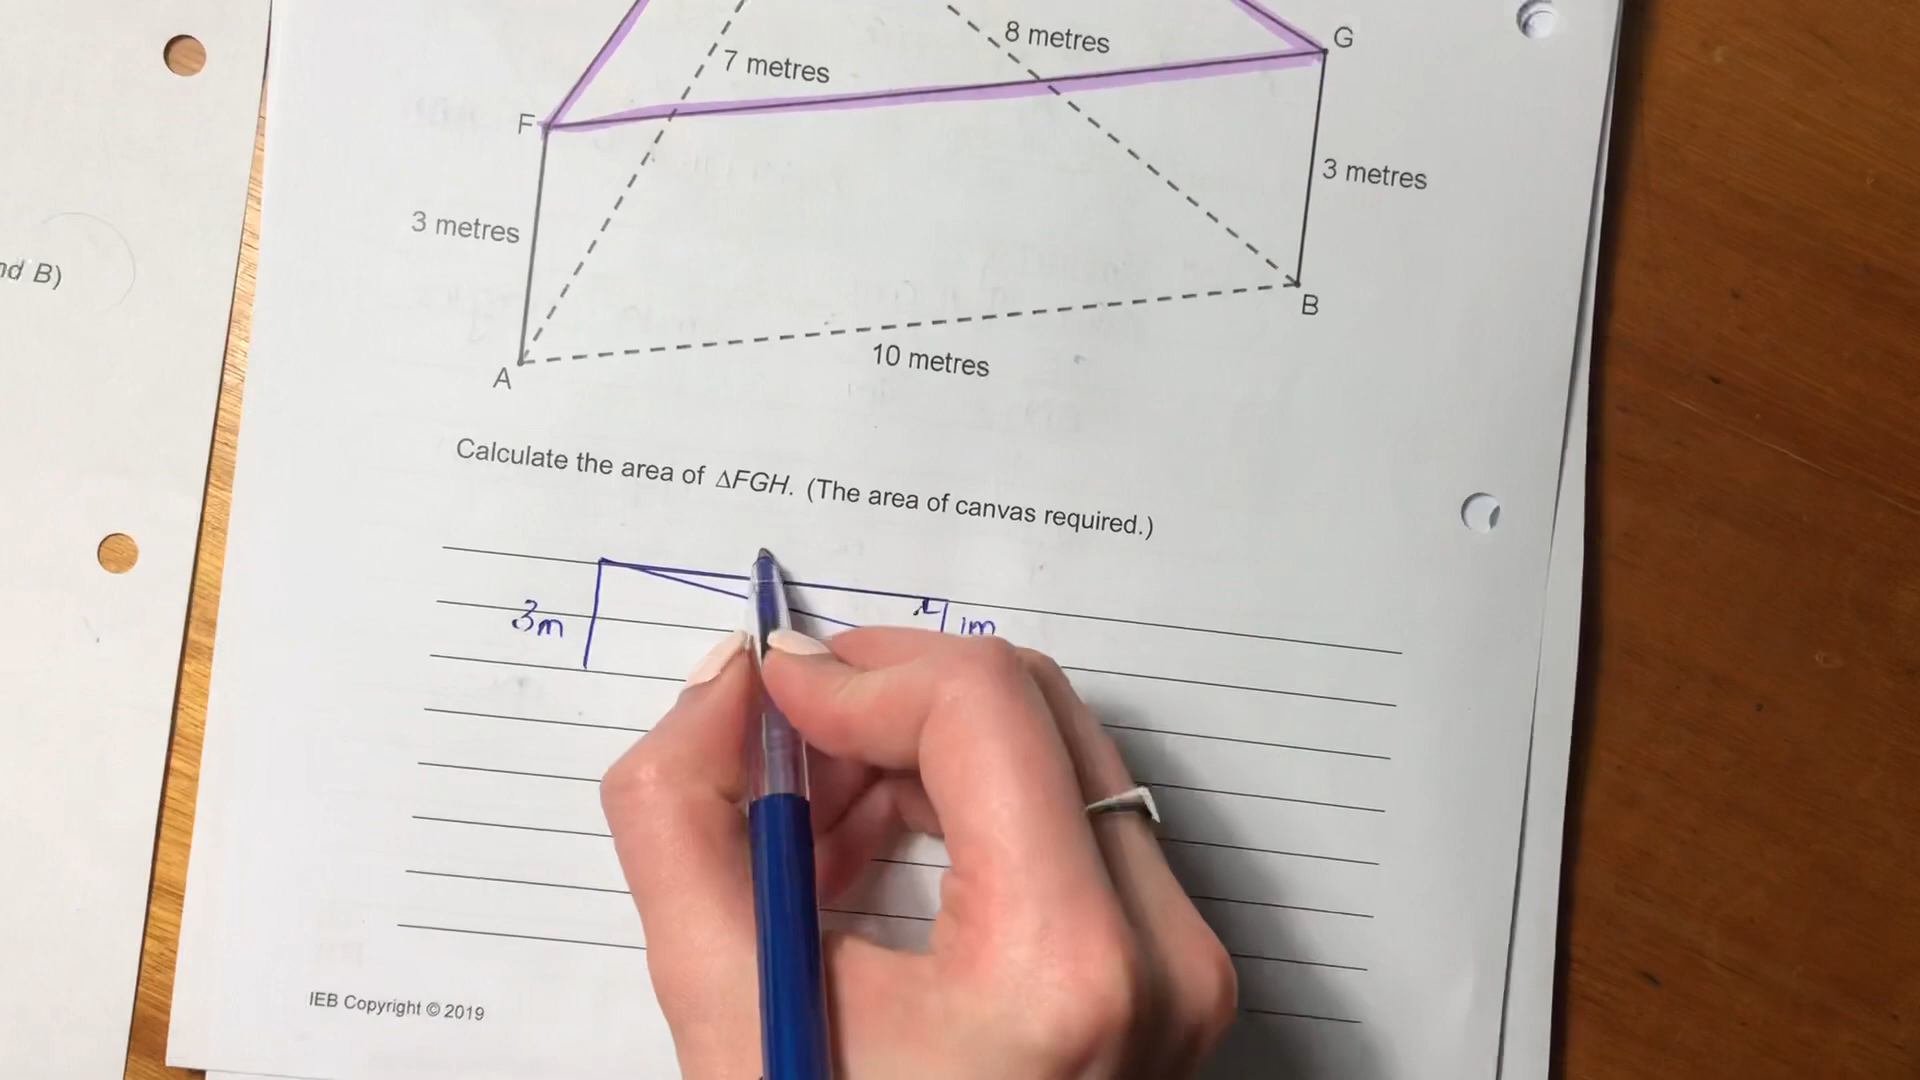 8 metres
G
7 metres
F
3 metres
3 metres
nd B)
B
10 metres
A
Calculate the area of ΔFGH. (The area of canvas required.)
3m
1m
IEB Copyright © 2019